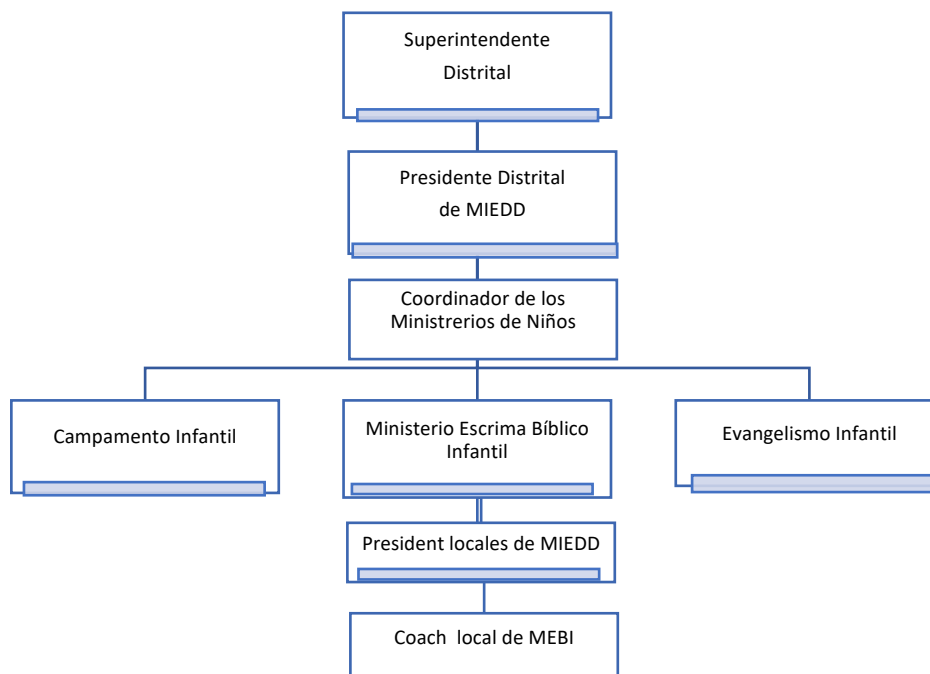 Superintendente
Distrital
Presidente Distrital
de MIEDD
Coordinador de los
Ministrerios de Niños
Campamento Infantil
Ministerio Escrima Bíblico
Infantil
Evangelismo Infantil
President locales de MIEDD
Coach  local de MEBI